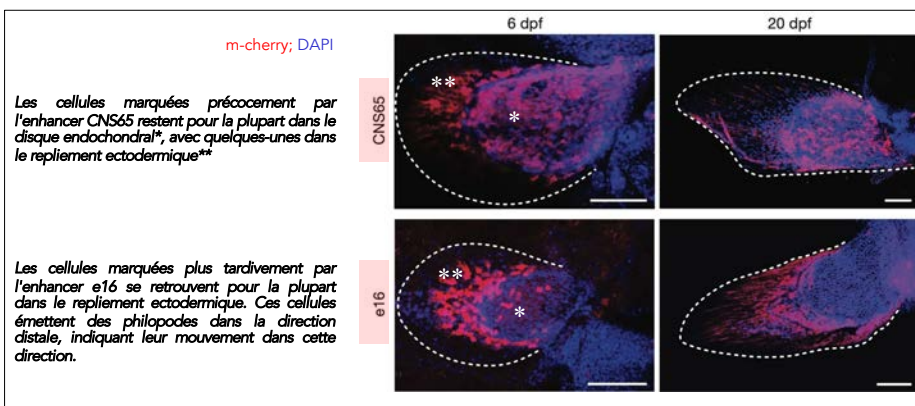 6 dpf
20 dpf
m-cherry; DAPI
Les cellules marquées précocement par
l'enhancer CNS65 restent pour la plupart dans le
disque endochondral*, avec quelques-unes dans
le repliement ectodermique**
CNS65
**
*
Les cellules marquées plus tardivement par
l'enhancer e16 se retrouvent pour la plupart
dans le repliement ectodermique. Ces cellules
émettent des philopodes dans la direction
distale, indiquant leur mouvement dans cette
direction.
e16
**
*